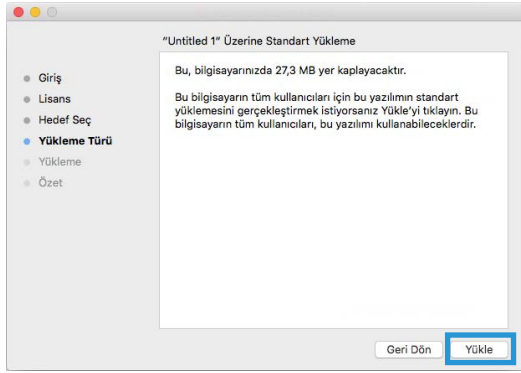 “Untitled 1” Üzerine Standart Yükleme
Giriş
Lisans
Hedef Seç
Yükleme Türü
Yükleme
Özet
Bu, bilgisayarınızda 27,3 MB yer kaplayacaktır.
Bu bilgisayarın tüm kullanıcıları için bu yazılımın standart
yüklemesini gerçekleştirmek istiyorsanız Yükle’yi tıklayın. Bu
bilgisayarın tüm kullanıcıları, bu yazılımı kullanabileceklerdir.
Geri Dön
Yükle